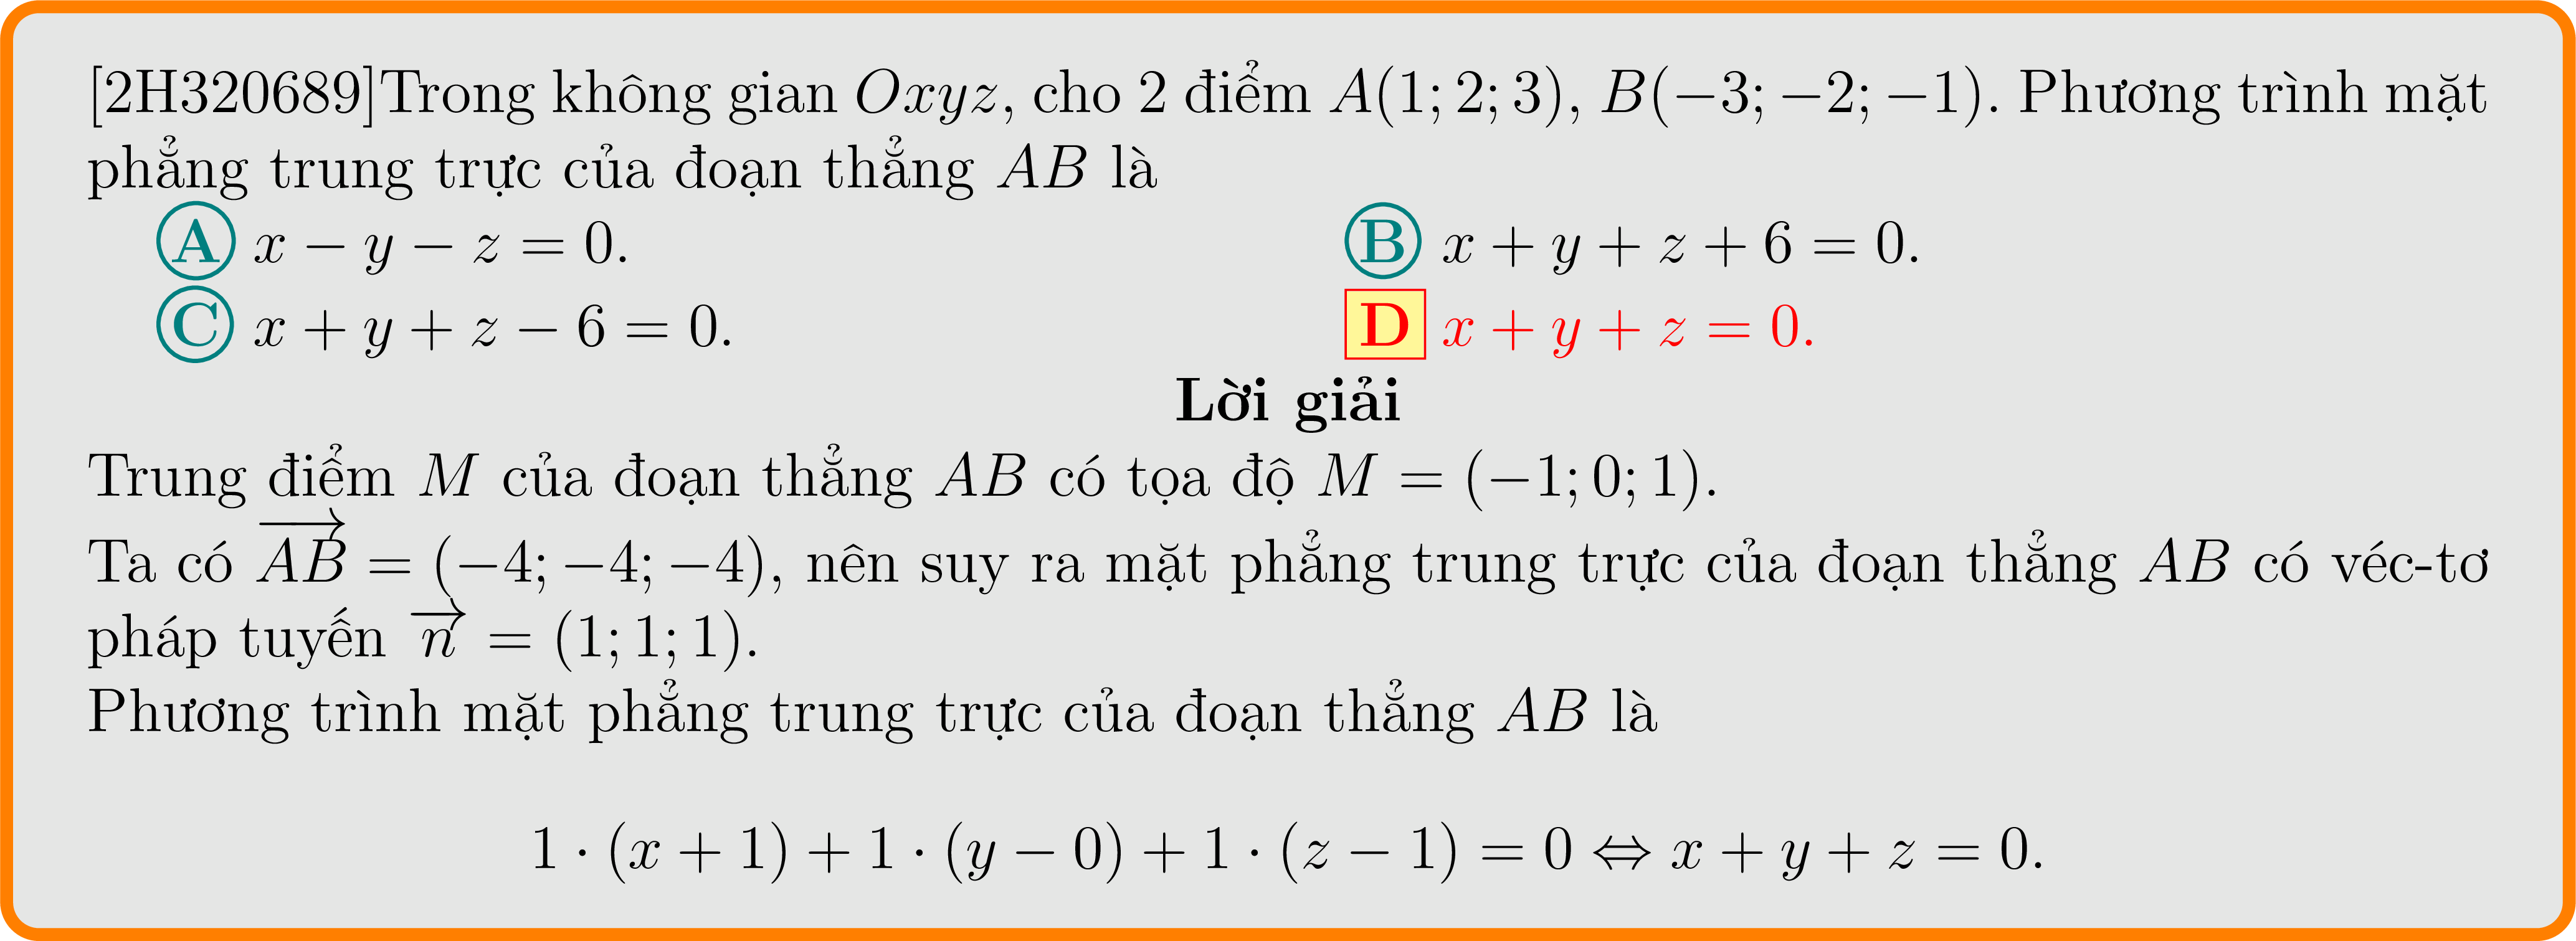 [2H320689]Trong không gian Oxyz, cho 2 điểm A(1; 2; 3), B(−3; −2; −1). Phương trình mặt
phẳng trung trực của đoạn thẳng AB là
A x − y − z = 0. B x + y + z + 6 = 0.
C x + y + z − 6 = 0. D x + y + z = 0.
Lời giải
Trung điểm M của đoạn thẳng AB có tọa độ M = (−1; 0; 1).
Ta có \overrightarrow{AB} = (−4; −4; −4), nên suy ra mặt phẳng trung trực của đoạn thẳng AB có véc-tơ
pháp tuyến \overrightarrow{n} = (1; 1; 1).
Phương trình mặt phẳng trung trực của đoạn thẳng AB là
1 · (x + 1) + 1 · (y − 0) + 1 · (z − 1) = 0 ⇔ x + y + z = 0.